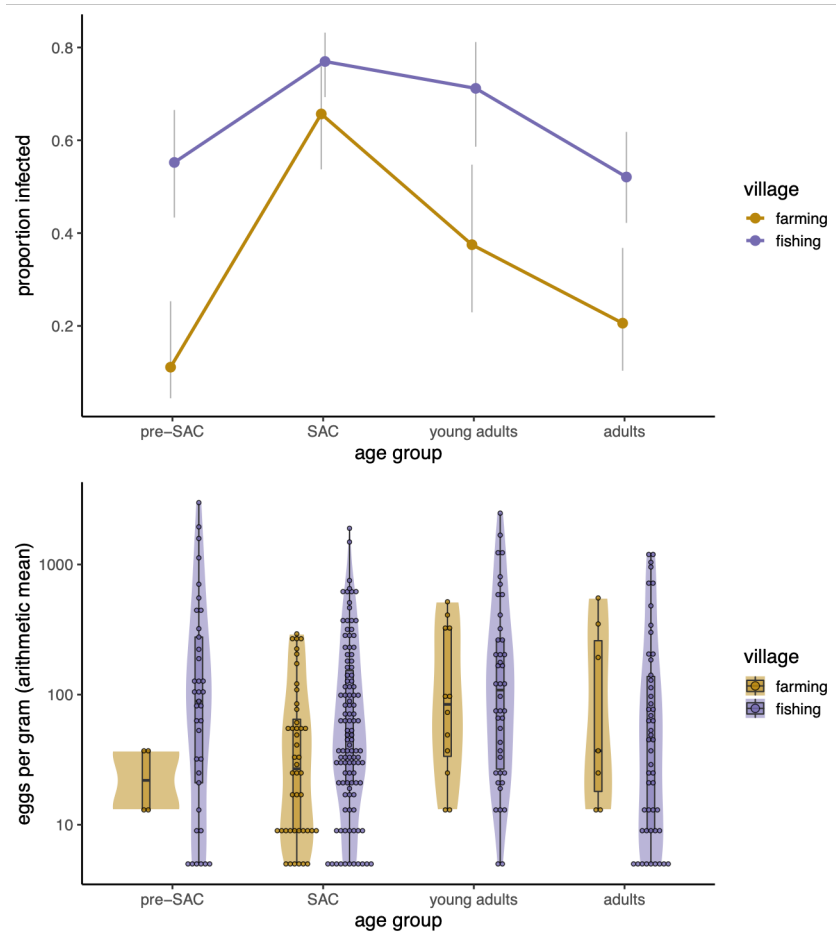 proportion infected
0.8
0.6
0.4
0.2
pre−SAC SAC young adults adults
age group
village
farming
fishing
eggs per gram (arithmetic mean)
1000
100
10
pre−SAC SAC young adults adults
age group
village
farming
fishing